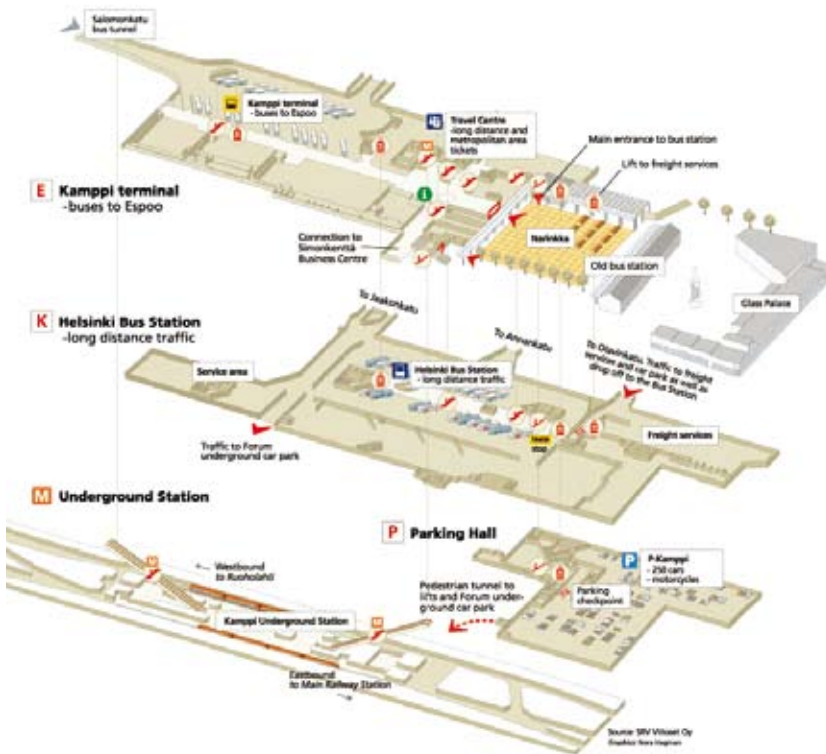 Salomonkatu
bus tunnel
Kamppi terminal
-buses to Espoo
Travel Centre
-long distance and
metropolitan area
tickets
Main entrance to bus station
Lift to freight services
E Kamppi terminal
-buses to Espoo
M
i
Connection to
Simonkenttä
Business Centre
Narinkka
Old bus station
Glass Palace
K Helsinki Bus Station
-long distance traffic
To Jaakonkatu
To Annankatu
To Olavinkatu. Traffic to freight
services and car park as well as
drop off to the Bus Station
Service area
Helsinki Bus Station
- long distance traffic
Freight services
Traffic to Forum
underground car park
M Underground Station
P Parking Hall
M
Westbound
to Ruoholahti
P
P-Kamppi
- 250 cars
- motorcycles
Pedestrian tunnel to
lifts and Forum under-
ground car park
Parking
checkpoint
Kamppi Underground Station
M
Eastbound
to Main Railway Station
Source: SRV Viitoset Oy
Graphics: